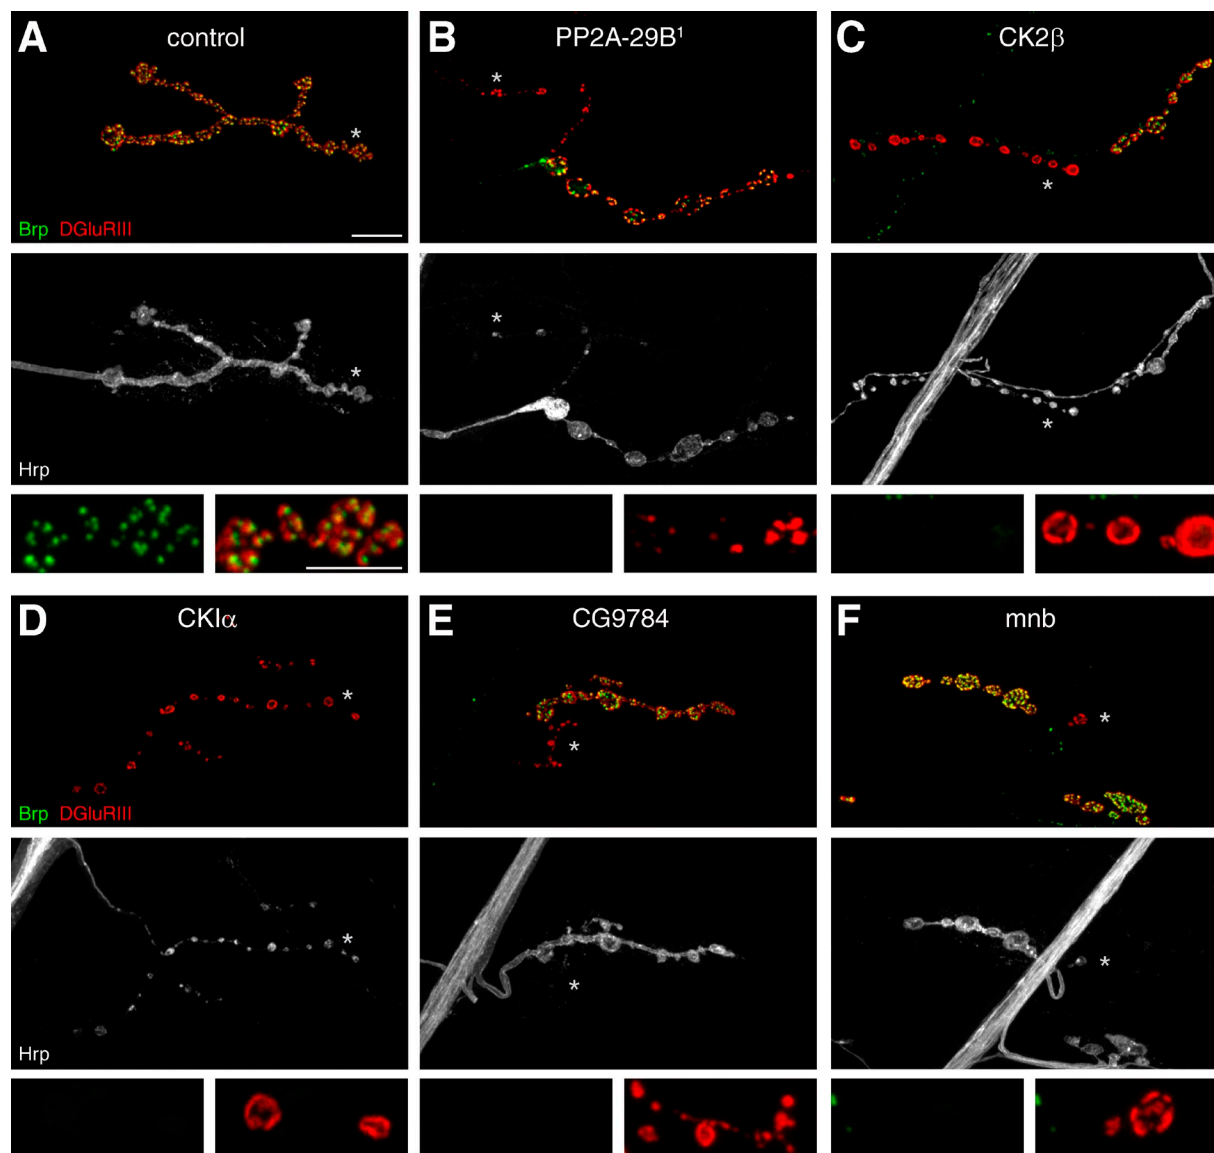 A control
B PP2A-29B¹
C CK2β
* * *
Brp DGluRIII
* * *
Hrp
D CKIα
E CG9784
F mnb
* * *
Brp DGluRIII
* * *
Hrp